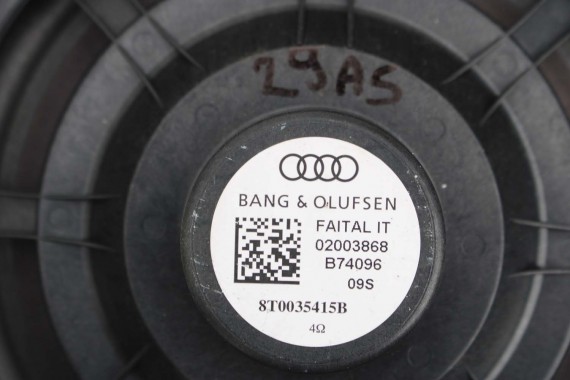 29AS
BANG & OLUFSEN
FAITAL IT
02003868
B74096
09S
8T0035415B
4Ω